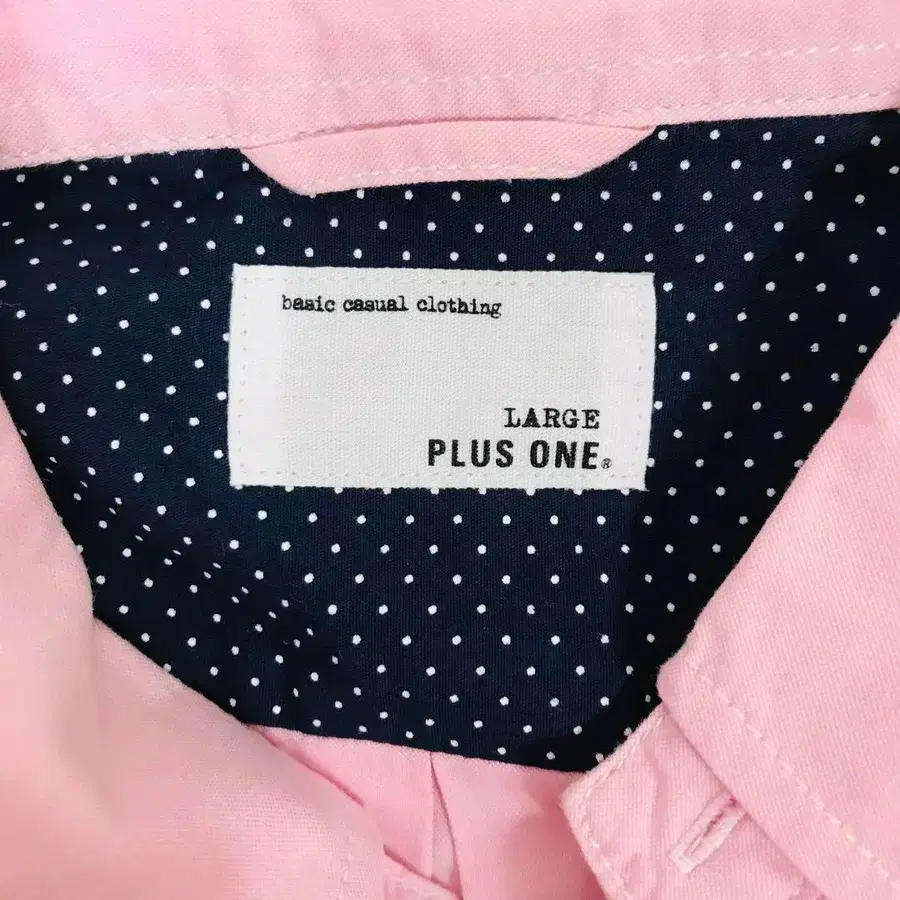 basic casual clothing
LARGE
PLUS ONE®